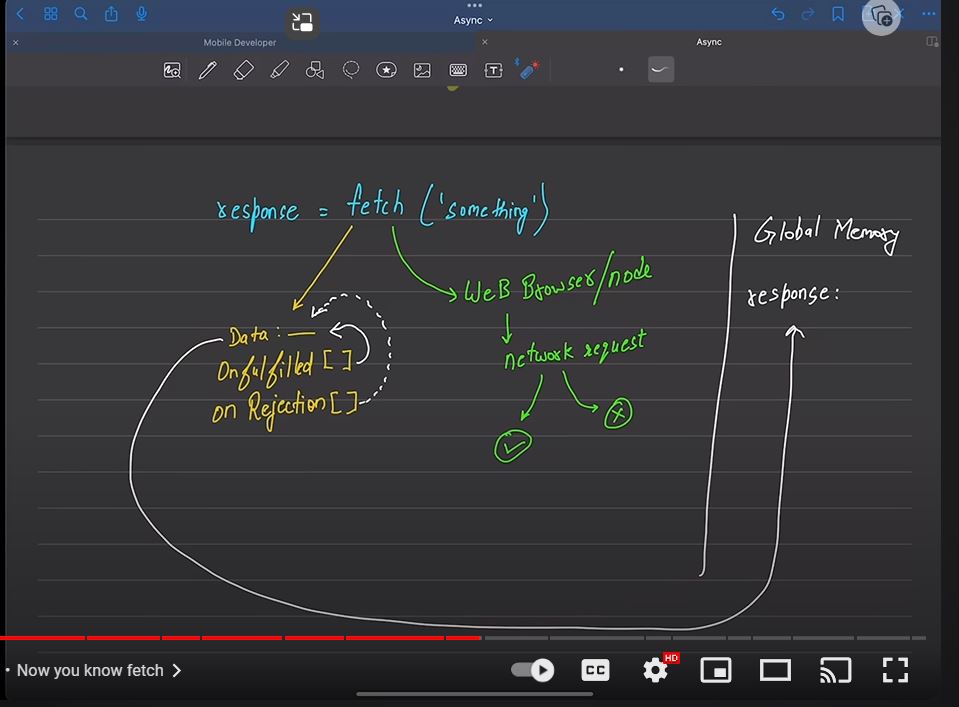 Async
Mobile Developer
Async
response = fetch ('something')
Global Memory
WeB Browser/node
response:
Data: —
network request
Onfulfilled [ ]
on Rejection [ ]
Now you know fetch
CC
HD